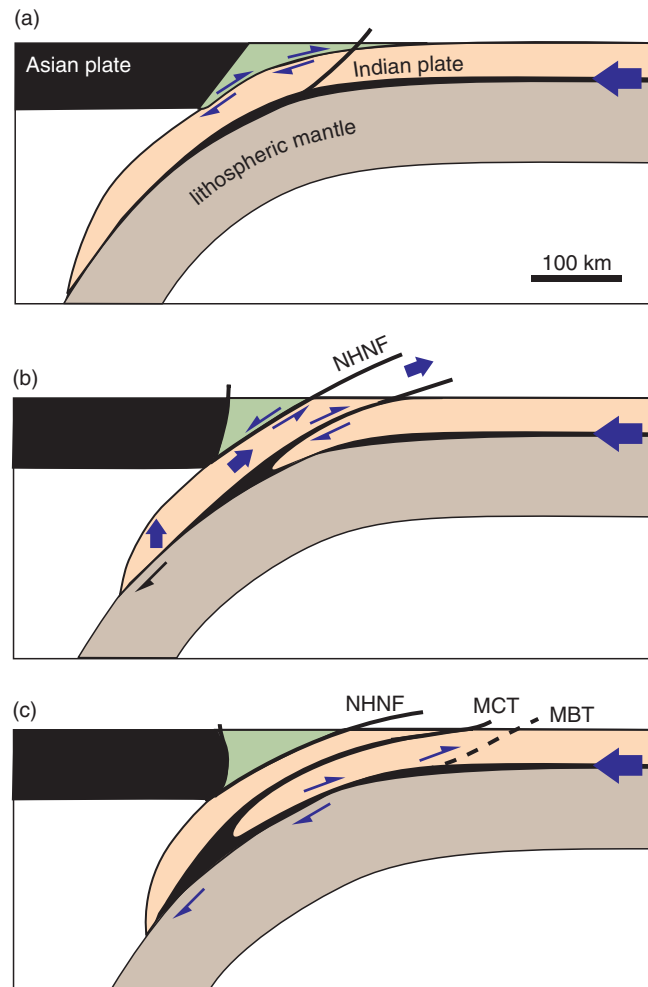 (a)
Asian plate
Indian plate
lithospheric mantle
100 km
(b)
NHNF
(c)
NHNF
MCT
MBT